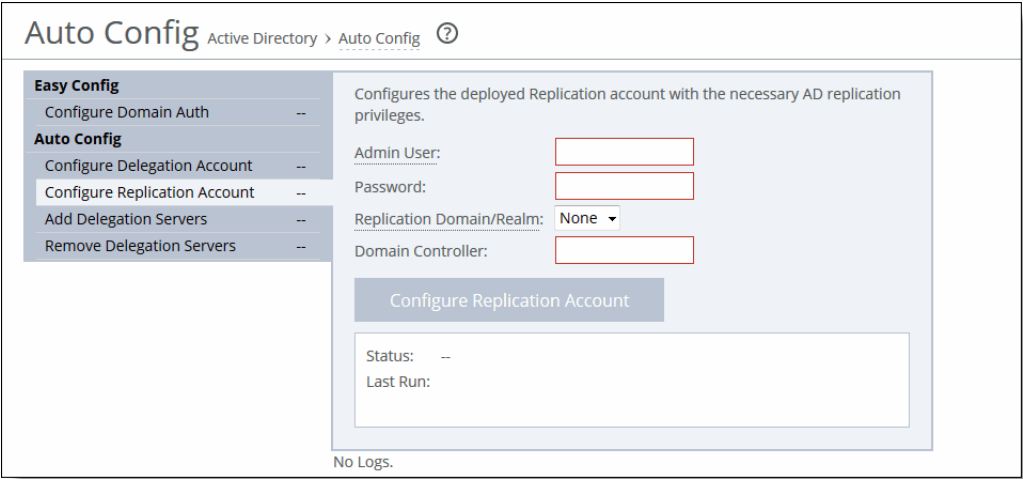 Auto Config Active Directory › Auto Config ?
Easy Config
Configure Domain Auth --
Auto Config
Configure Delegation Account --
Configure Replication Account --
Add Delegation Servers --
Remove Delegation Servers --
Configures the deployed Replication account with the necessary AD replication
privileges.
Admin User:
Password:
Replication Domain/Realm: None
Domain Controller:
Configure Replication Account
Status: --
Last Run:
No Logs.